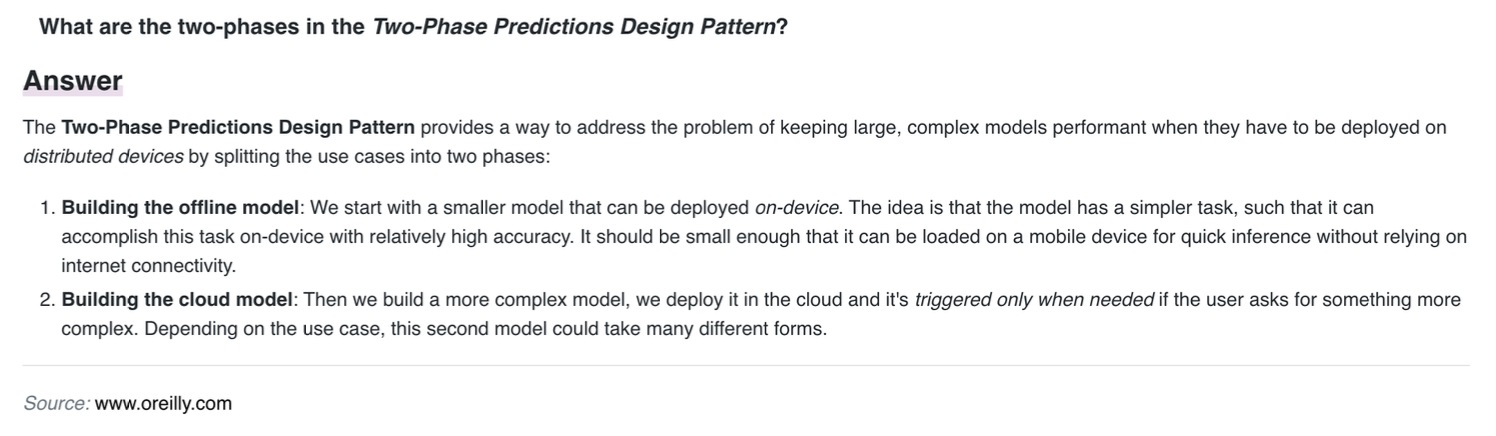 What are the two-phases in the Two-Phase Predictions Design Pattern?
Answer
The Two-Phase Predictions Design Pattern provides a way to address the problem of keeping large, complex models performant when they have to be deployed on
distributed devices by splitting the use cases into two phases:
1. Building the offline model: We start with a smaller model that can be deployed on-device. The idea is that the model has a simpler task, such that it can
accomplish this task on-device with relatively high accuracy. It should be small enough that it can be loaded on a mobile device for quick inference without relying on
internet connectivity.
2. Building the cloud model: Then we build a more complex model, we deploy it in the cloud and it's triggered only when needed if the user asks for something more
complex. Depending on the use case, this second model could take many different forms.
Source: www.oreilly.com